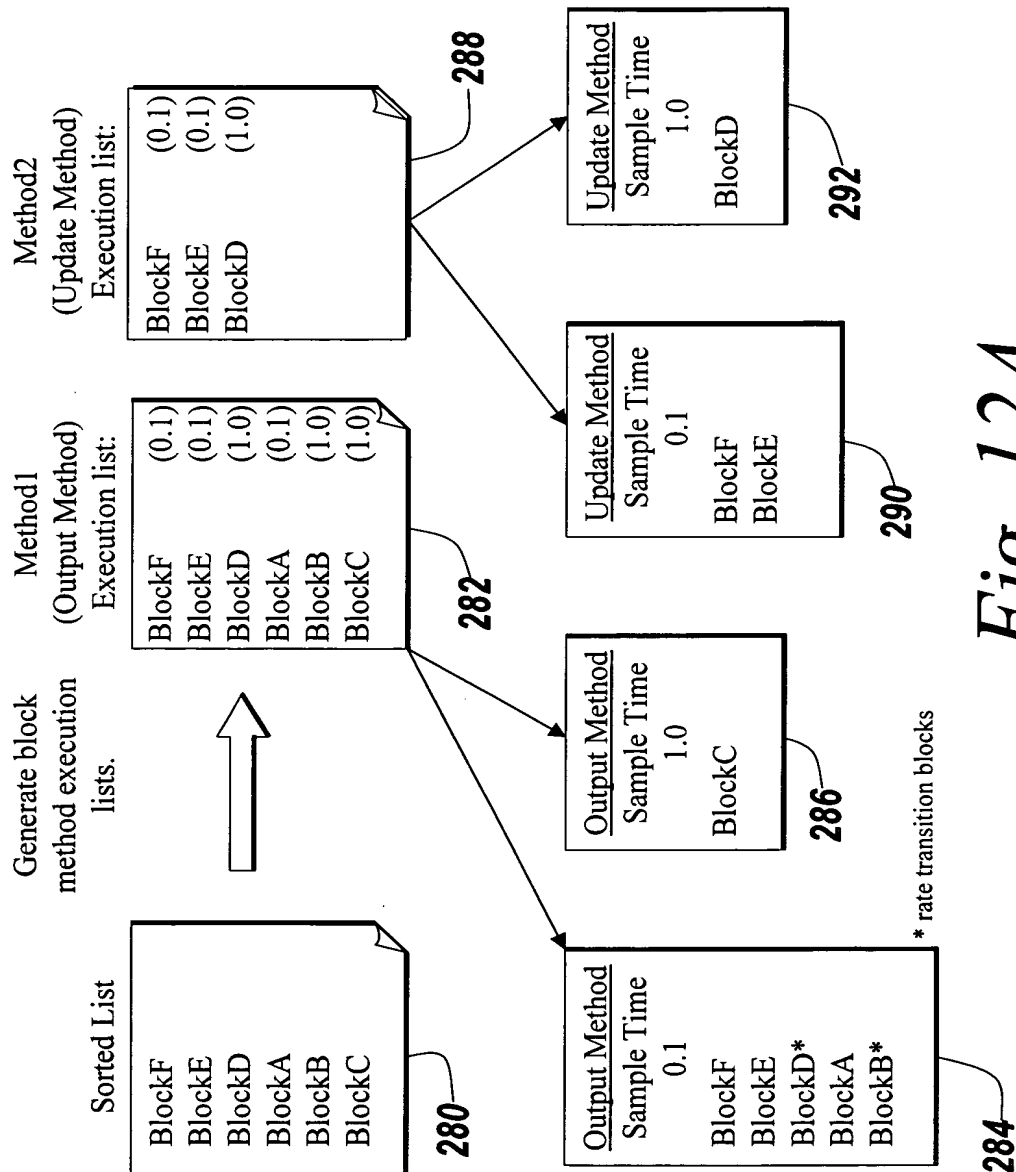 Sorted List
BlockF
BlockE
BlockD
BlockA
BlockB
BlockC
280
Generate block
method execution
lists.
Method1
(Output Method)
Execution list:
BlockF (0.1)
BlockE (0.1)
BlockD (1.0)
BlockA (0.1)
BlockB (1.0)
BlockC (1.0)
282
Method2
(Update Method)
Execution list:
BlockF (0.1)
BlockE (0.1)
BlockD (1.0)
288
Output Method
Sample Time
0.1
BlockF
BlockE
BlockD*
BlockA
BlockB*
284
* rate transition blocks
Output Method
Sample Time
1.0
BlockC
286
Update Method
Sample Time
0.1
BlockF
BlockE
290
Update Method
Sample Time
1.0
BlockD
292
Fig. 12A